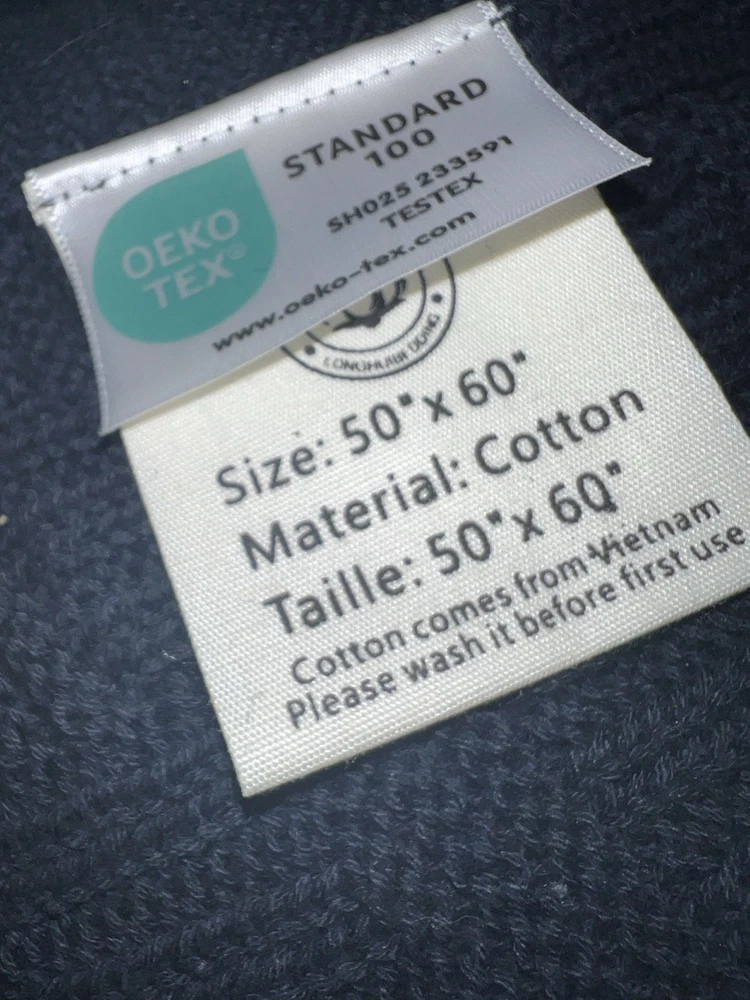 OEKO
TEX®
STANDARD
100
SH025 233591
TESTEX
www.oeko-tex.com
Size: 50"x 60"
Material: Cotton
Taille: 50"x 60"
Cotton comes from Vietnam
Please wash it before first use